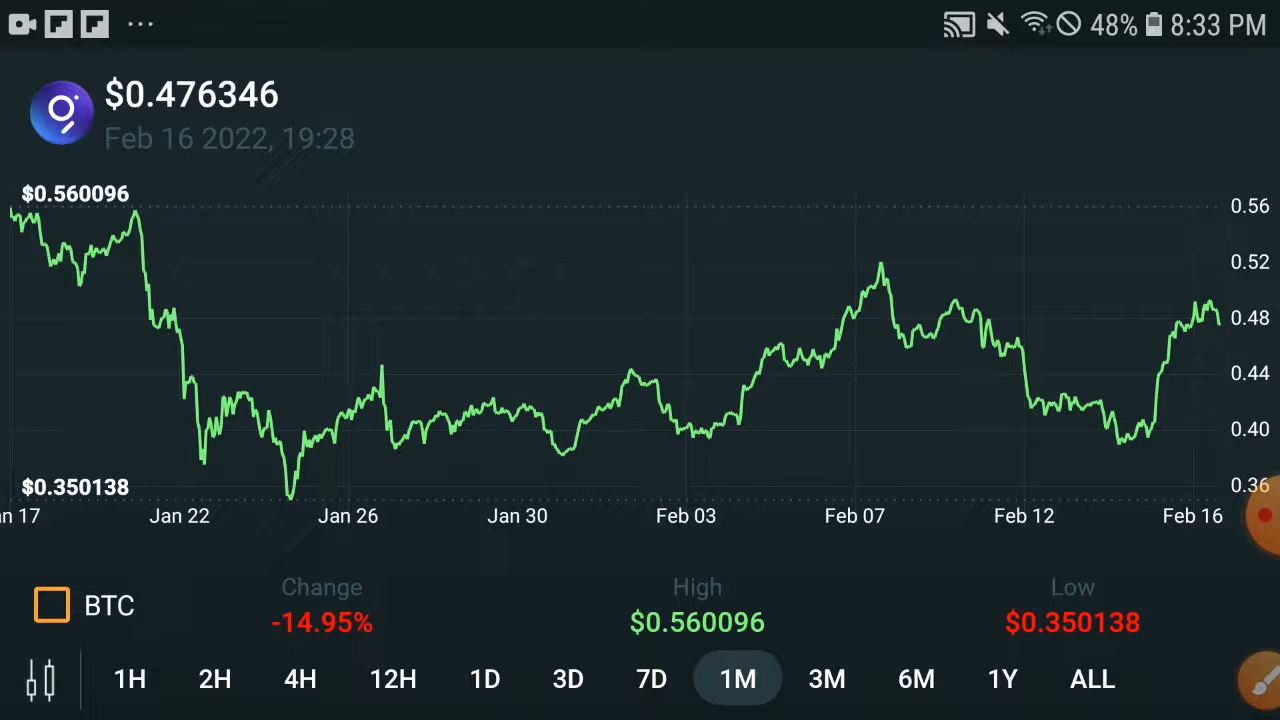 48% 8:33 PM
$0.476346
Feb 16 2022, 19:28
$0.560096
0.56
0.52
0.48
0.44
0.40
$0.350138
0.36
n 17 Jan 22 Jan 26 Jan 30 Feb 03 Feb 07 Feb 12 Feb 16
Change High Low
BTC -14.95% $0.560096 $0.350138
1H 2H 4H 12H 1D 3D 7D 1M 3M 6M 1Y ALL